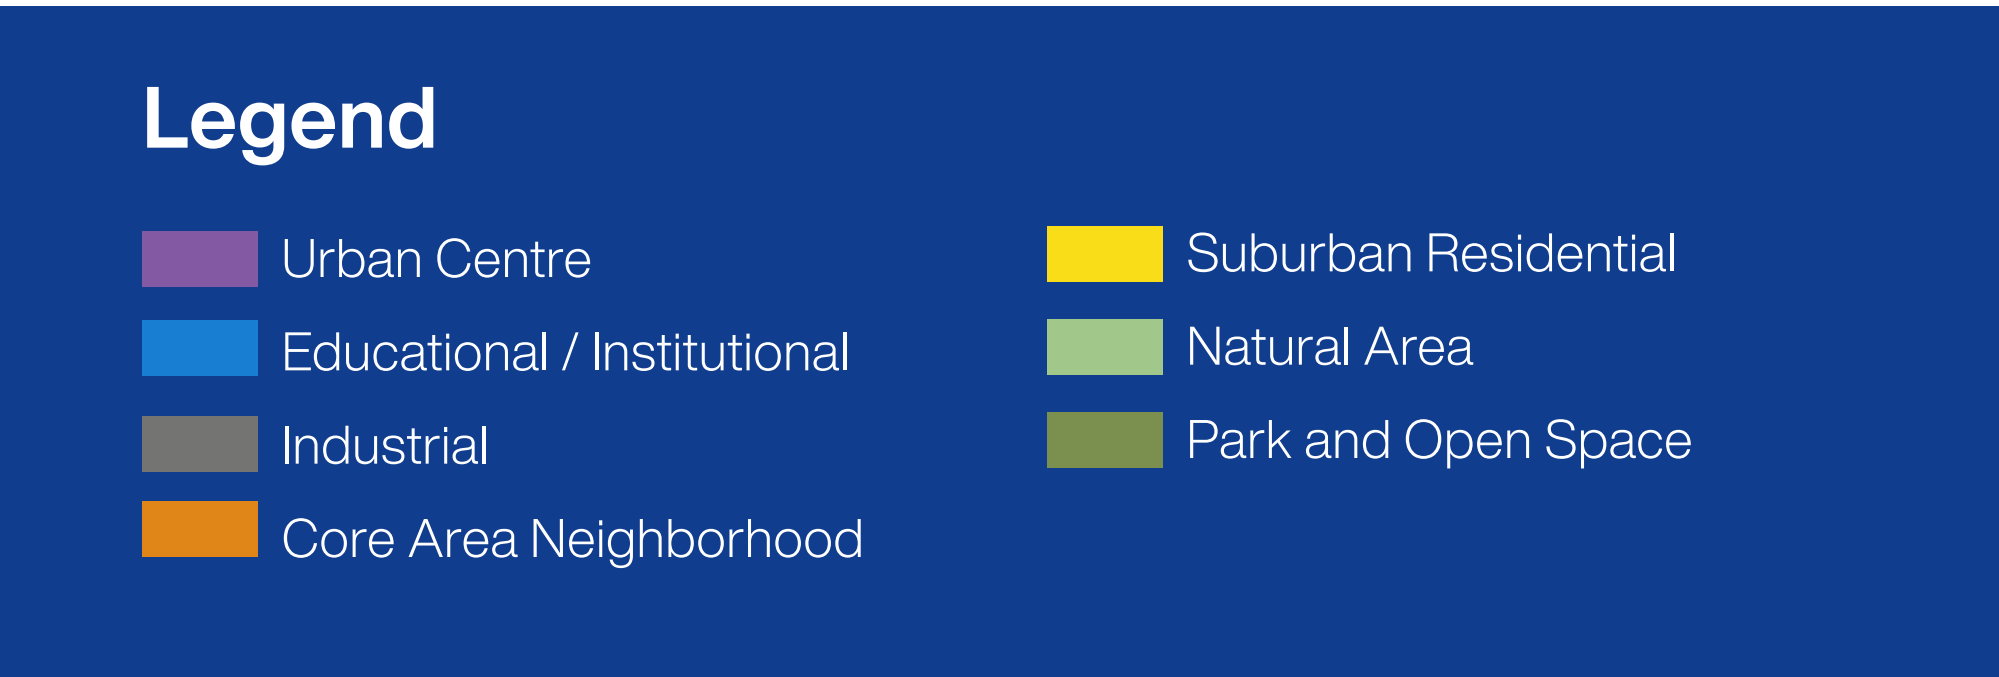 Legend
Urban Centre
Educational / Institutional
Industrial
Core Area Neighborhood
Suburban Residential
Natural Area
Park and Open Space